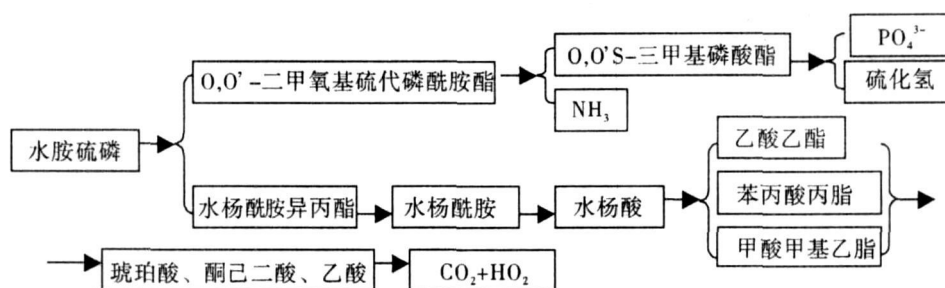 O,O'-二甲氧基硫代磷酰胺酯
O,O'S-三甲基磷酸酯
PO₄³⁻
硫化氢
NH₃
水胺硫磷
水杨酰胺异丙酯
水杨酰胺
水杨酸
乙酸乙酯
苯丙酸丙脂
甲酸甲基乙脂
琥珀酸、酮己二酸、乙酸
CO₂+HO₂